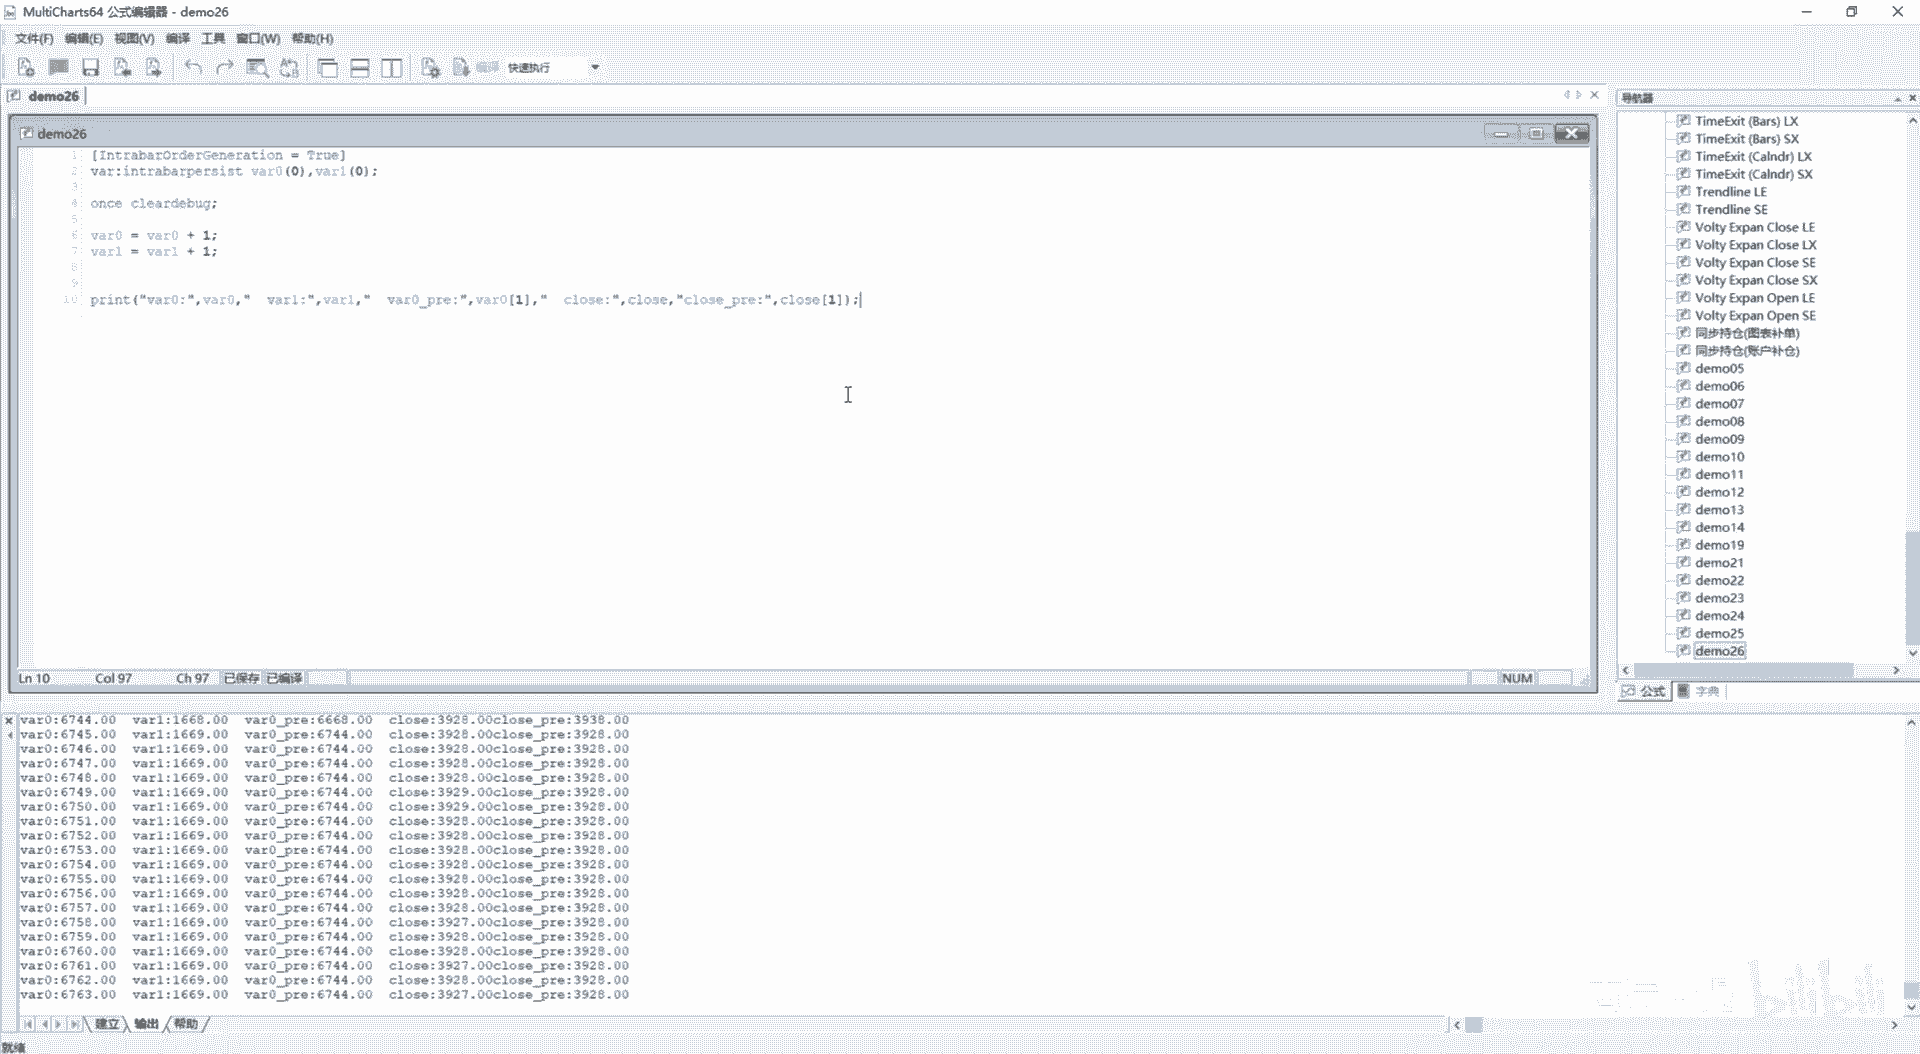 MultiCharts64 公式编辑器 - demo26
文件(F) 编辑(E) 视图(V) 编译 工具 窗口(W) 帮助(H)
编译 快速执行
demo26
导航器
demo26
1 [IntrabarOrderGeneration = True]
2 var:intrabarpersist var0(0),var1(0);
3
4 once cleardebug;
5
6 var0 = var0 + 1;
7 var1 = var1 + 1;
8
9
10 print("var0:",var0," var1:",var1," var0_pre:",var0[1]," close:",close,"close_pre:",close[1]);
Ln 10 Col 97 Ch 97 已保存 已编译 NUM
TimeExit (Bars) LX
TimeExit (Bars) SX
TimeExit (Calndr) LX
TimeExit (Calndr) SX
Trendline LE
Trendline SE
Volty Expan Close LE
Volty Expan Close LX
Volty Expan Close SE
Volty Expan Close SX
Volty Expan Open LE
Volty Expan Open SE
同步持仓(图表补单)
同步持仓(账户补仓)
demo05
demo06
demo07
demo08
demo09
demo10
demo11
demo12
demo13
demo14
demo19
demo21
demo22
demo23
demo24
demo25
demo26
公式 字典
var0:6744.00 var1:1668.00 var0_pre:6668.00 close:3928.00close_pre:3938.00
var0:6745.00 var1:1669.00 var0_pre:6744.00 close:3928.00close_pre:3928.00
var0:6746.00 var1:1669.00 var0_pre:6744.00 close:3928.00close_pre:3928.00
var0:6747.00 var1:1669.00 var0_pre:6744.00 close:3928.00close_pre:3928.00
var0:6748.00 var1:1669.00 var0_pre:6744.00 close:3928.00close_pre:3928.00
var0:6749.00 var1:1669.00 var0_pre:6744.00 close:3929.00close_pre:3928.00
var0:6750.00 var1:1669.00 var0_pre:6744.00 close:3929.00close_pre:3928.00
var0:6751.00 var1:1669.00 var0_pre:6744.00 close:3928.00close_pre:3928.00
var0:6752.00 var1:1669.00 var0_pre:6744.00 close:3928.00close_pre:3928.00
var0:6753.00 var1:1669.00 var0_pre:6744.00 close:3928.00close_pre:3928.00
var0:6754.00 var1:1669.00 var0_pre:6744.00 close:3928.00close_pre:3928.00
var0:6755.00 var1:1669.00 var0_pre:6744.00 close:3928.00close_pre:3928.00
var0:6756.00 var1:1669.00 var0_pre:6744.00 close:3928.00close_pre:3928.00
var0:6757.00 var1:1669.00 var0_pre:6744.00 close:3928.00close_pre:3928.00
var0:6758.00 var1:1669.00 var0_pre:6744.00 close:3927.00close_pre:3928.00
var0:6759.00 var1:1669.00 var0_pre:6744.00 close:3928.00close_pre:3928.00
var0:6760.00 var1:1669.00 var0_pre:6744.00 close:3928.00close_pre:3928.00
var0:6761.00 var1:1669.00 var0_pre:6744.00 close:3927.00close_pre:3928.00
var0:6762.00 var1:1669.00 var0_pre:6744.00 close:3928.00close_pre:3928.00
var0:6763.00 var1:1669.00 var0_pre:6744.00 close:3927.00close_pre:3928.00
bilibili
建立 输出 帮助
就绪